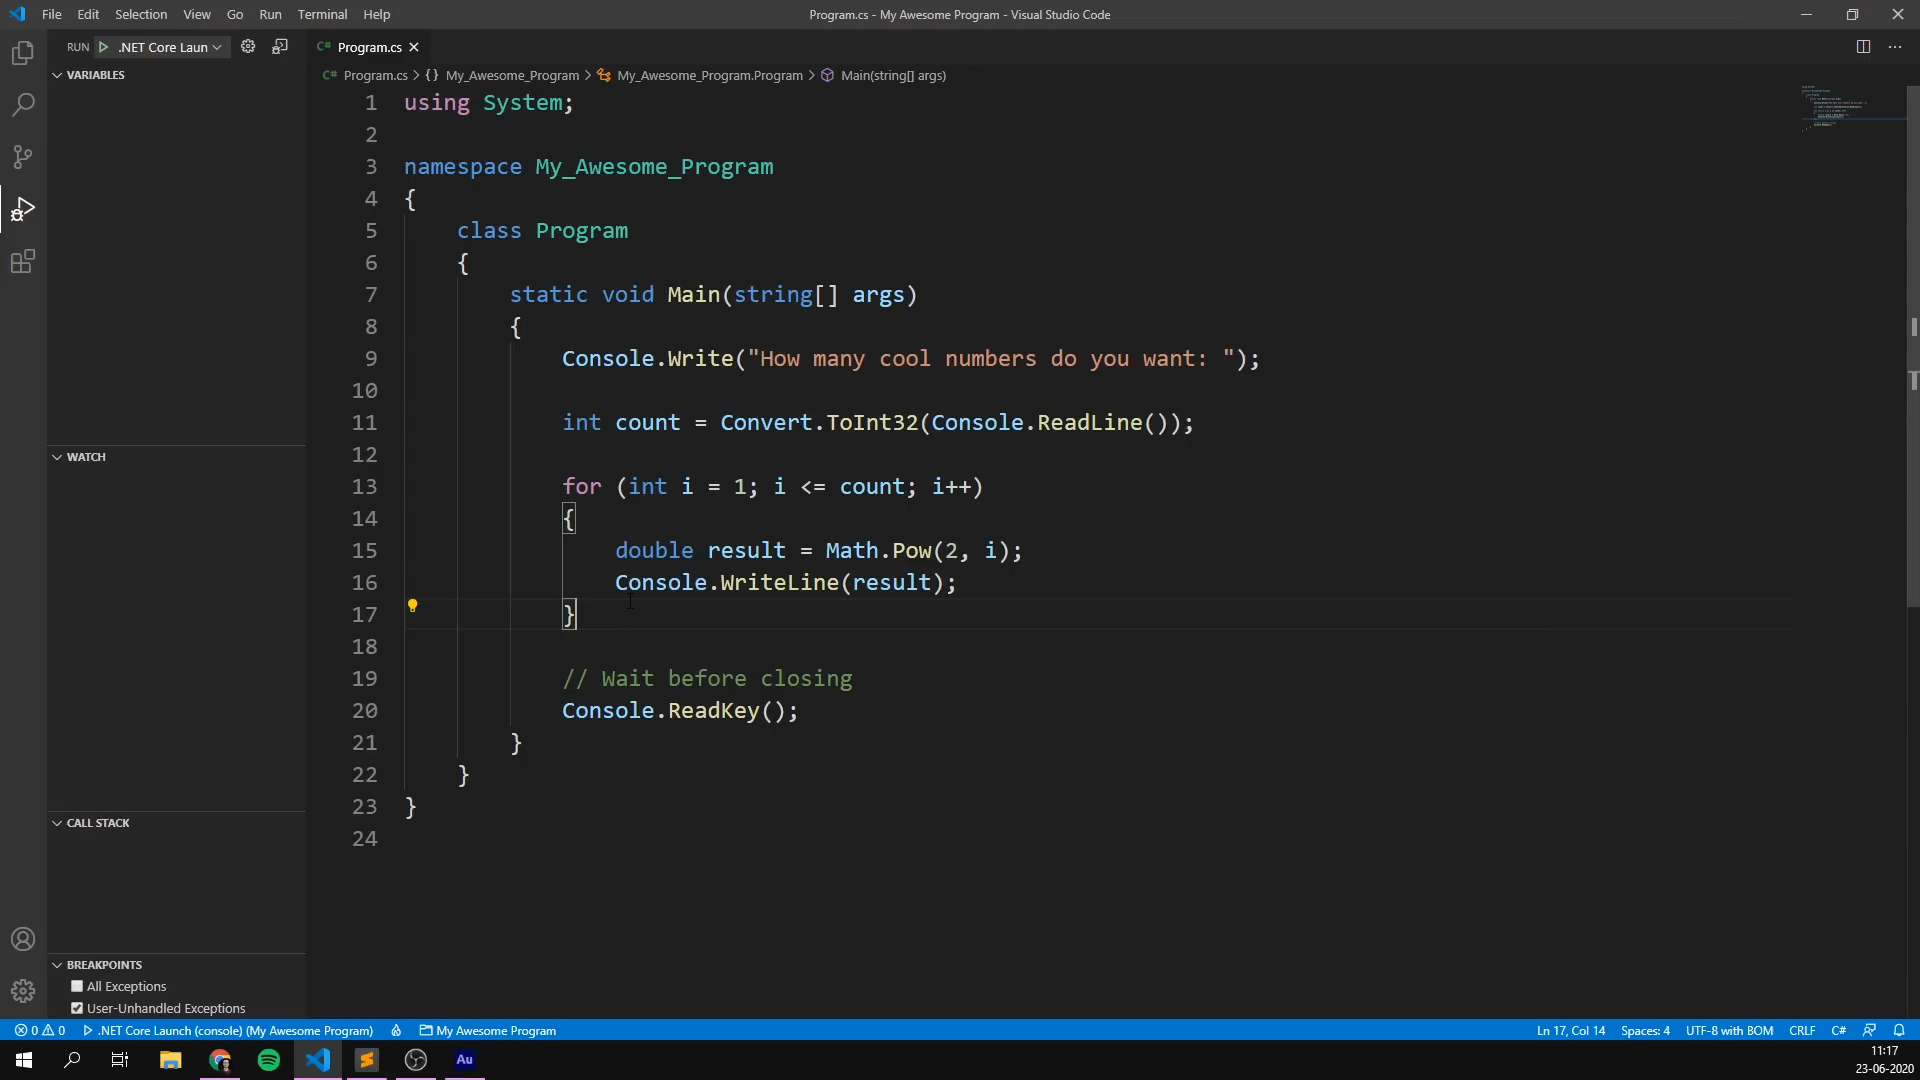 File Edit Selection View Go Run Terminal Help
Program.cs - My Awesome Program - Visual Studio Code
RUN .NET Core Laun
Program.cs
VARIABLES
Program.cs > {} My_Awesome_Program > My_Awesome_Program.Program > Main(string[] args)
1 using System;
2
3 namespace My_Awesome_Program
4 {
5 class Program
6 {
7 static void Main(string[] args)
8 {
9 Console.Write("How many cool numbers do you want: ");
10
11 int count = Convert.ToInt32(Console.ReadLine());
12
13 for (int i = 1; i <= count; i++)
14 {
15 double result = Math.Pow(2, i);
16 Console.WriteLine(result);
17 }
18
19 // Wait before closing
20 Console.ReadKey();
21 }
22 }
23 }
24
WATCH
CALL STACK
BREAKPOINTS
All Exceptions
User-Unhandled Exceptions
0 0 .NET Core Launch (console) (My Awesome Program) My Awesome Program
Ln 17, Col 14 Spaces: 4 UTF-8 with BOM CRLF C#
Au
11:17
23-06-2020